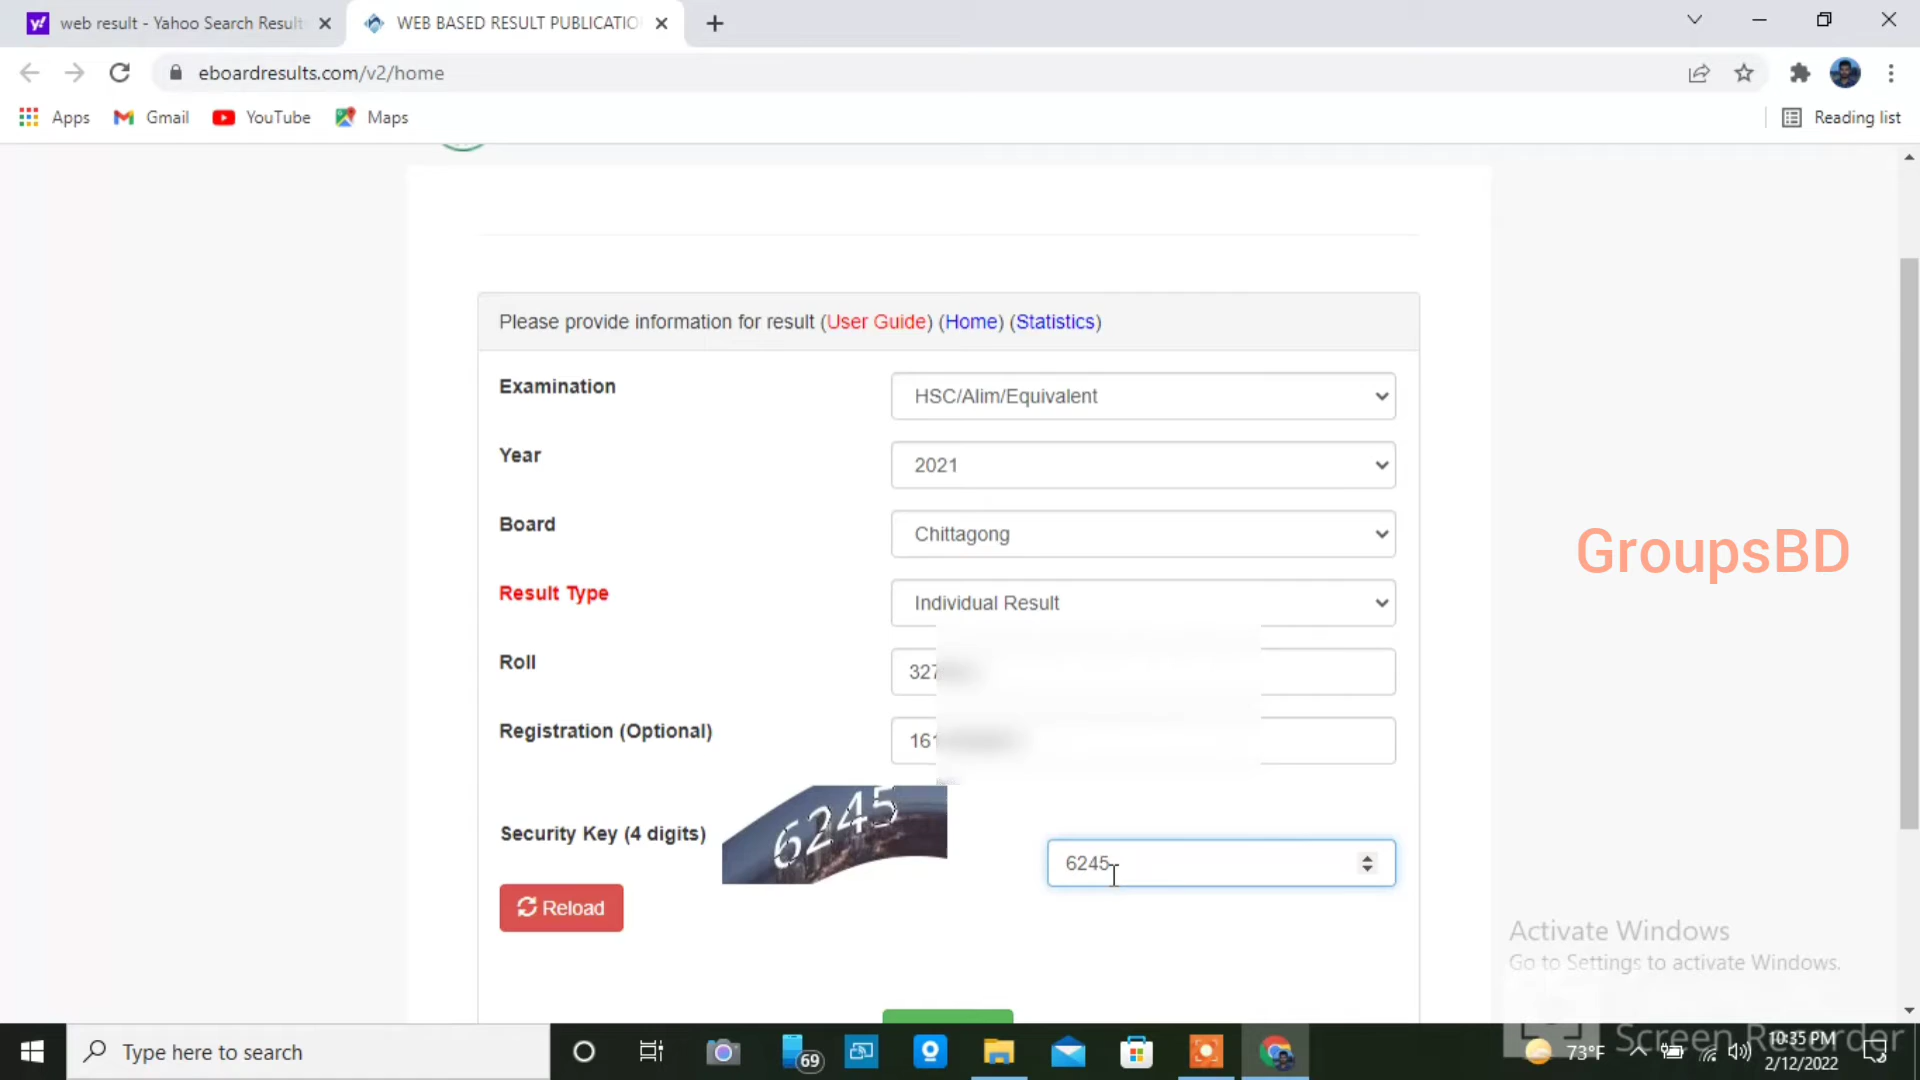 web result - Yahoo Search Result
WEB BASED RESULT PUBLICATIO
eboardresults.com/v2/home
Apps
Gmail
YouTube
Maps
Reading list
Please provide information for result (User Guide) (Home) (Statistics)
Examination
HSC/Alim/Equivalent
Year
2021
Board
Chittagong
GroupsBD
Result Type
Individual Result
Roll
327
Registration (Optional)
161
Security Key (4 digits)
6245
6245
Reload
Activate Windows
Go to Settings to activate Windows.
Screen Recorder
Type here to search
69
73°F
10:35 PM
2/12/2022